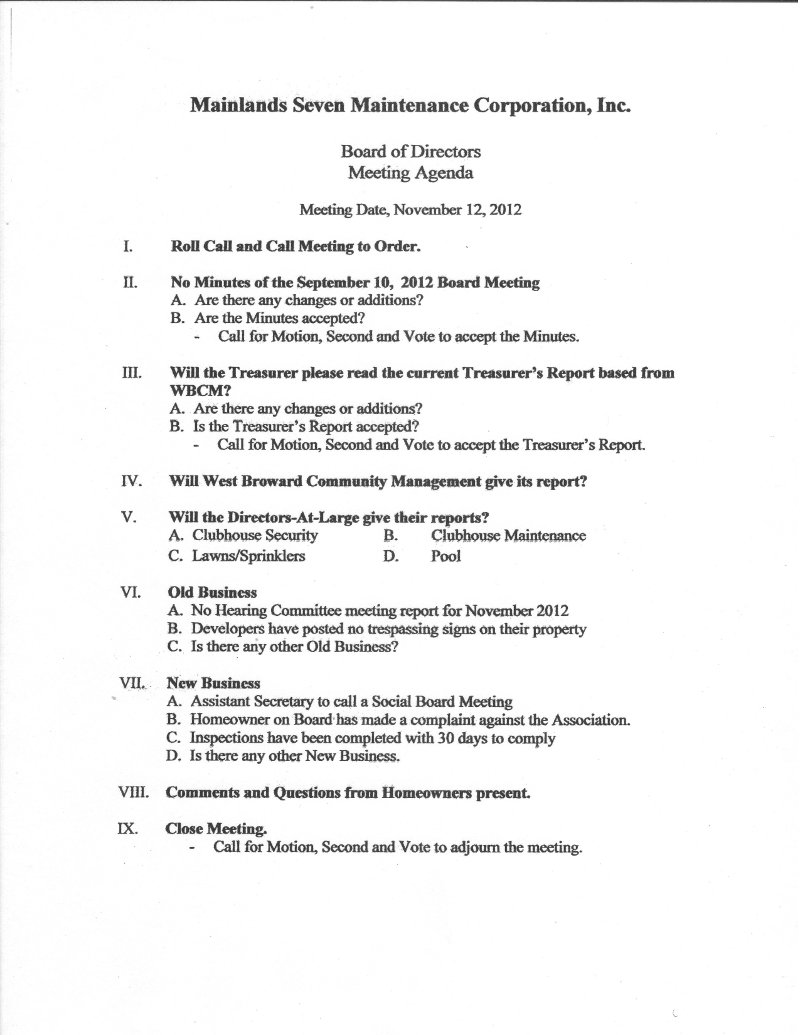 Mainlands Seven Maintenance Corporation, Inc.
Board of Directors
Meeting Agenda
Meeting Date, November 12, 2012
I. Roll Call and Call Meeting to Order.
II. No Minutes of the September 10, 2012 Board Meeting
A. Are there any changes or additions?
B. Are the Minutes accepted?
- Call for Motion, Second and Vote to accept the Minutes.
III. Will the Treasurer please read the current Treasurer's Report based from
WBCM?
A. Are there any changes or additions?
B. Is the Treasurer's Report accepted?
- Call for Motion, Second and Vote to accept the Treasurer's Report.
IV. Will West Broward Community Management give its report?
V. Will the Directors-At-Large give their reports?
A. Clubhouse Security B. Clubhouse Maintenance
C. Lawns/Sprinklers D. Pool
VI. Old Business
A. No Hearing Committee meeting report for November 2012
B. Developers have posted no trespassing signs on their property
C. Is there any other Old Business?
VII. New Business
A. Assistant Secretary to call a Social Board Meeting
B. Homeowner on Board has made a complaint against the Association.
C. Inspections have been completed with 30 days to comply
D. Is there any other New Business.
VIII. Comments and Questions from Homeowners present.
IX. Close Meeting.
- Call for Motion, Second and Vote to adjourn the meeting.